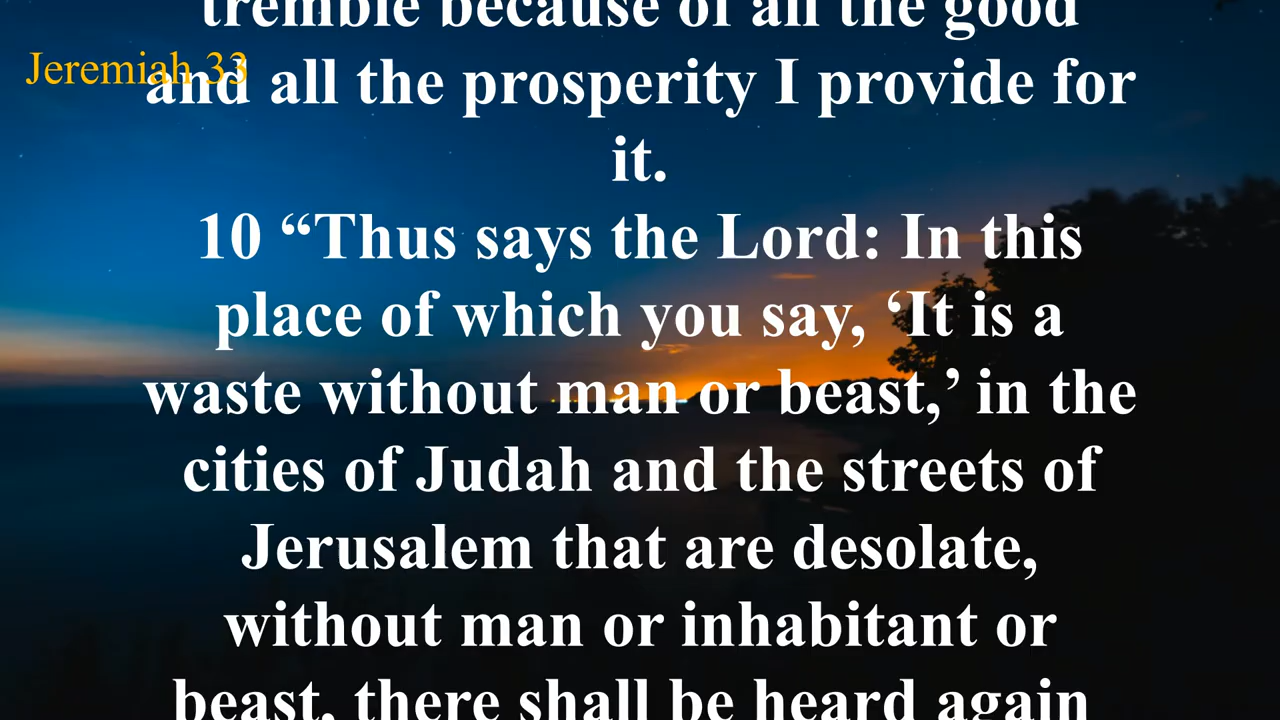 tremble because of all the good
Jeremiah 33
and all the prosperity I provide for
it.
10 “Thus says the Lord: In this
place of which you say, ‘It is a
waste without man or beast,’ in the
cities of Judah and the streets of
Jerusalem that are desolate,
without man or inhabitant or
beast, there shall be heard again